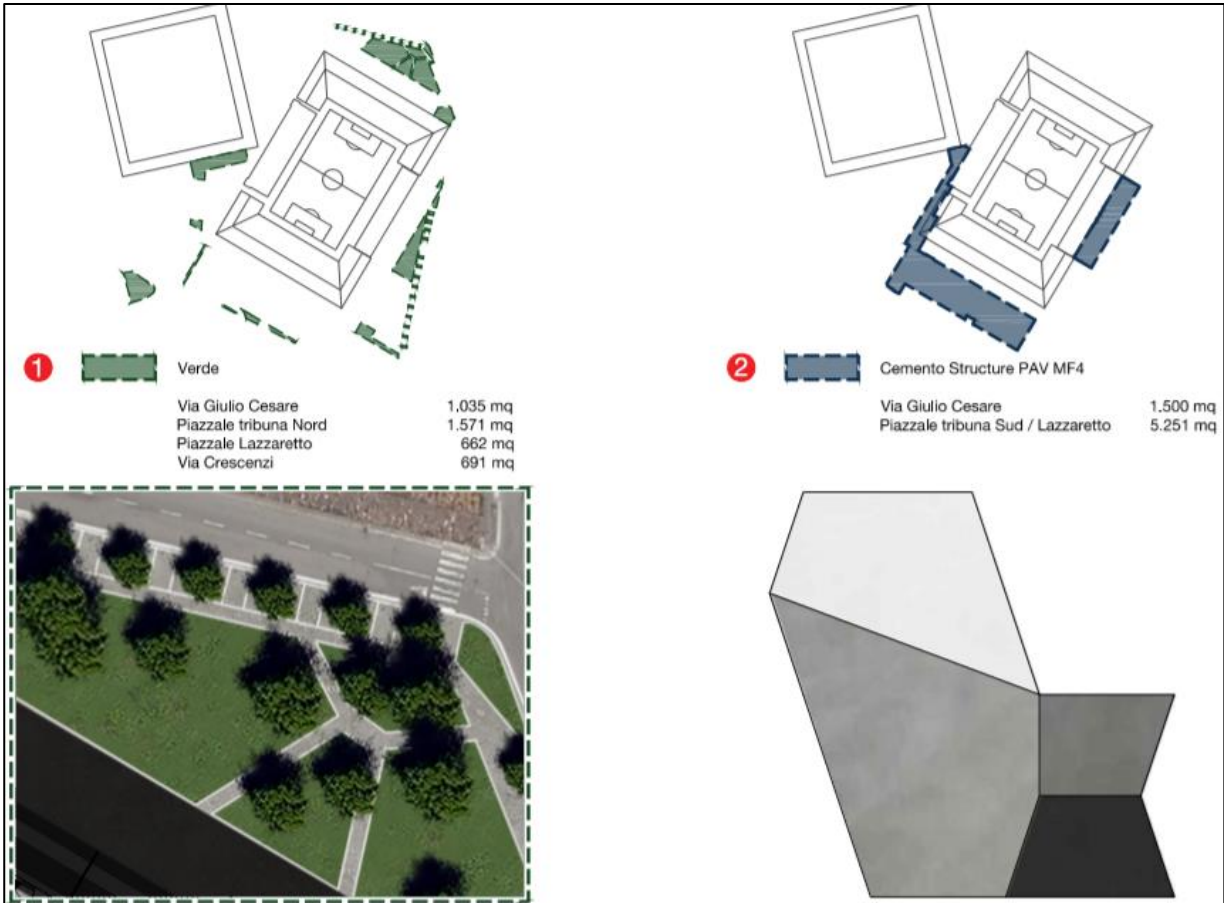 1 Verde
Via Giulio Cesare 1.035 mq
Piazzale tribuna Nord 1.571 mq
Piazzale Lazzaretto 662 mq
Via Crescenzi 691 mq
2 Cemento Structure PAV MF4
Via Giulio Cesare 1.500 mq
Piazzale tribuna Sud / Lazzaretto 5.251 mq